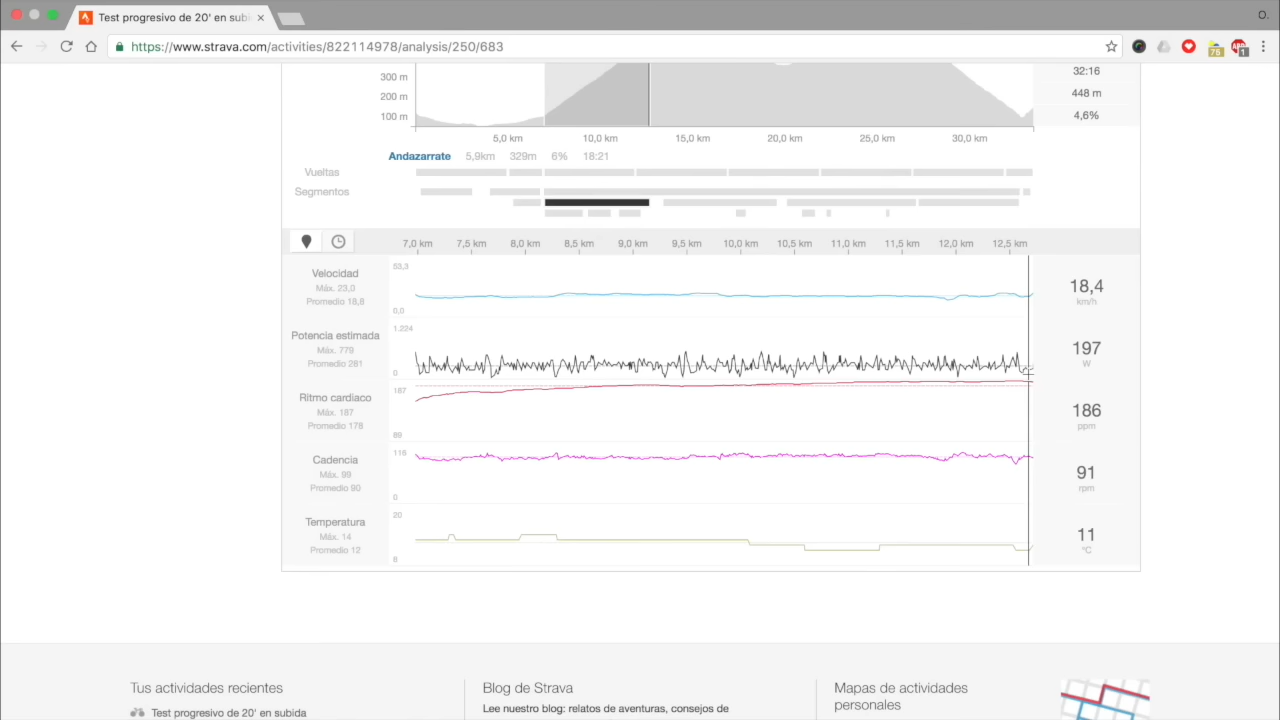 Test progresivo de 20' en subi
O.
https://www.strava.com/activities/822114978/analysis/250/683
75
ABP
1
300 m
200 m
100 m
32:16
448 m
4,6%
5,0 km 10,0 km 15,0 km 20,0 km 25,0 km 30,0 km
Andazarrate 5,9km 329m 6% 18:21
Vueltas
Segmentos
7,0 km 7,5 km 8,0 km 8,5 km 9,0 km 9,5 km 10,0 km 10,5 km 11,0 km 11,5 km 12,0 km 12,5 km
Velocidad
Máx. 23,0
Promedio 18,8
53,3
0,0
18,4
km/h
Potencia estimada
Máx. 779
Promedio 281
1.224
0
197
W
Ritmo cardiaco
Máx. 187
Promedio 178
187
89
186
ppm
Cadencia
Máx. 99
Promedio 90
118
0
91
rpm
Temperatura
Máx. 14
Promedio 12
20
8
11
°C
Tus actividades recientes
Test progresivo de 20' en subida
Blog de Strava
Lee nuestro blog: relatos de aventuras, consejos de
Mapas de actividades
personales